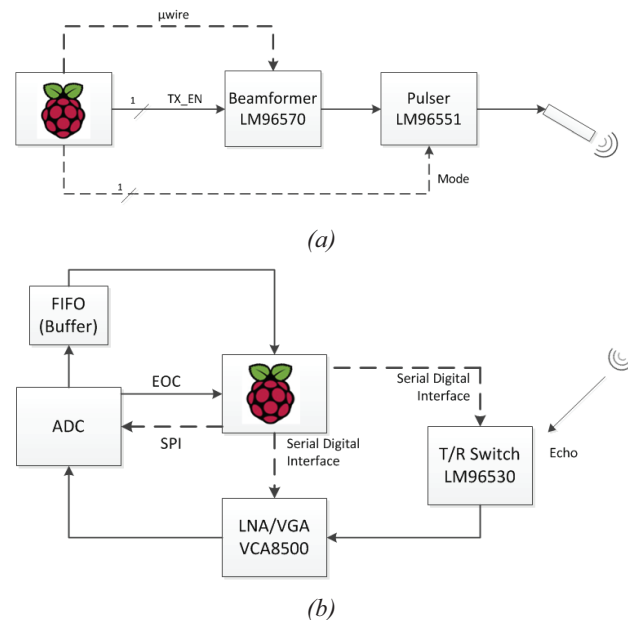 μwire
1
TX_EN
Beamformer
LM96570
Pulser
LM96551
1
Mode
(a)
FIFO
(Buffer)
EOC
Serial Digital
Interface
ADC
SPI
Serial Digital
Interface
T/R Switch
LM96530
Echo
LNA/VGA
VCA8500
(b)